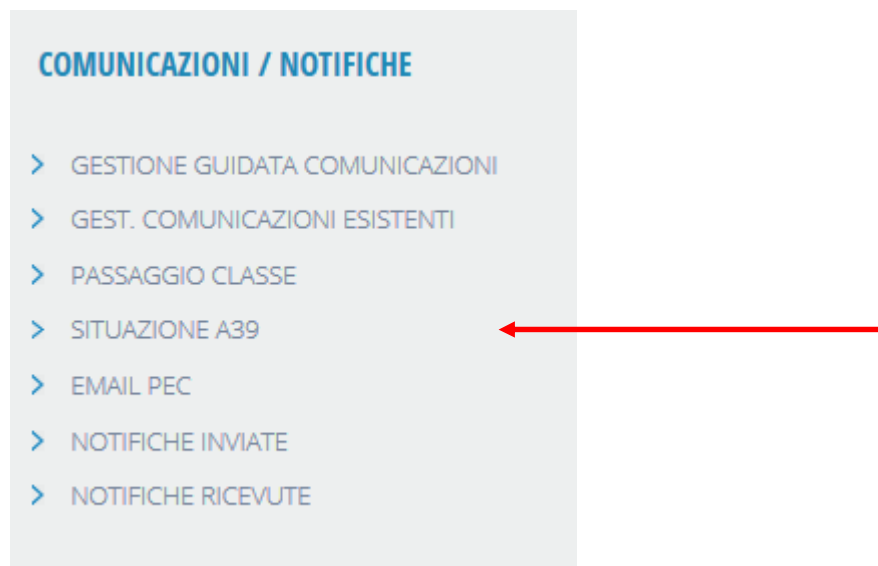 COMUNICAZIONI / NOTIFICHE
GESTIONE GUIDATA COMUNICAZIONI
GEST. COMUNICAZIONI ESISTENTI
PASSAGGIO CLASSE
SITUAZIONE A39
EMAIL PEC
NOTIFICHE INVIATE
NOTIFICHE RICEVUTE